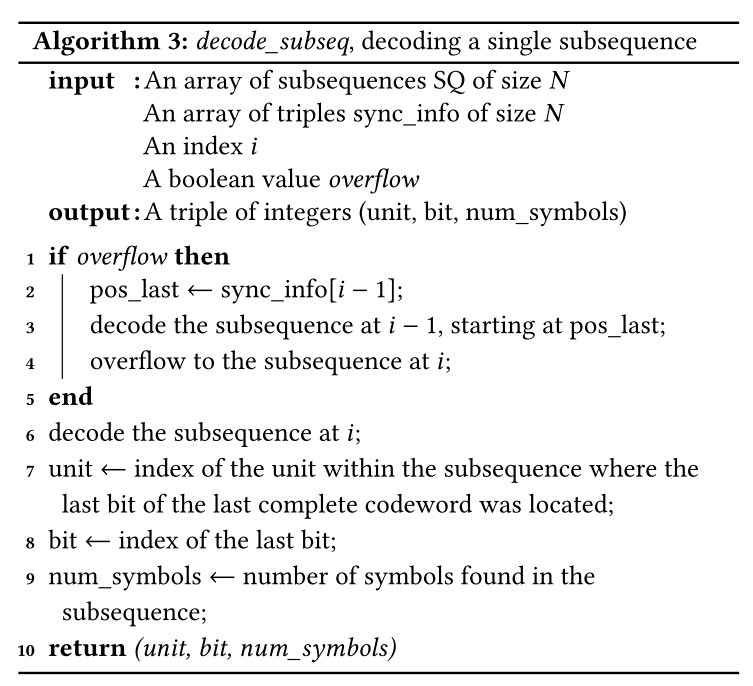 Algorithm 3: decode_subseq, decoding a single subsequence
input : An array of subsequences SQ of size N
An array of triples sync_info of size N
An index i
A boolean value overflow
output: A triple of integers (unit, bit, num_symbols)
1 if overflow then
2 pos_last ← sync_info[i − 1];
3 decode the subsequence at i − 1, starting at pos_last;
4 overflow to the subsequence at i;
5 end
6 decode the subsequence at i;
7 unit ← index of the unit within the subsequence where the
last bit of the last complete codeword was located;
8 bit ← index of the last bit;
9 num_symbols ← number of symbols found in the
subsequence;
10 return (unit, bit, num_symbols)